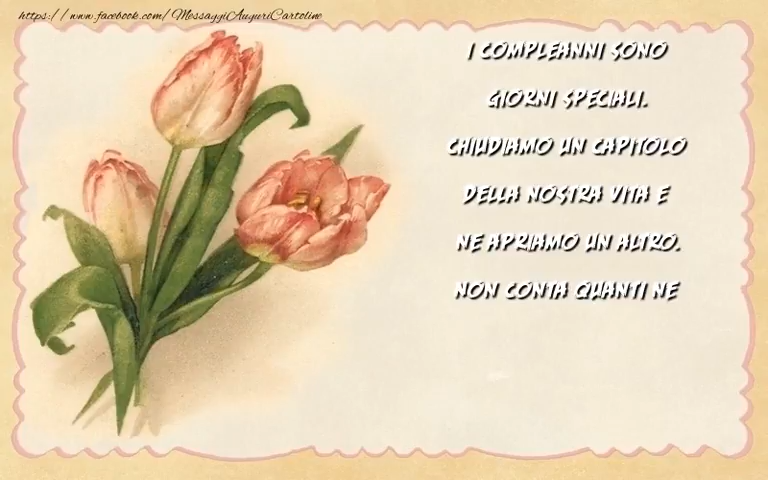 https://www.facebook.com/MessaggiAuguriCartoline
I COMPLEANNI SONO
GIORNI SPECIALI.
CHIUDIAMO UN CAPITOLO
DELLA NOSTRA VITA E
NE APRIAMO UN ALTRO.
NON CONTA QUANTI NE